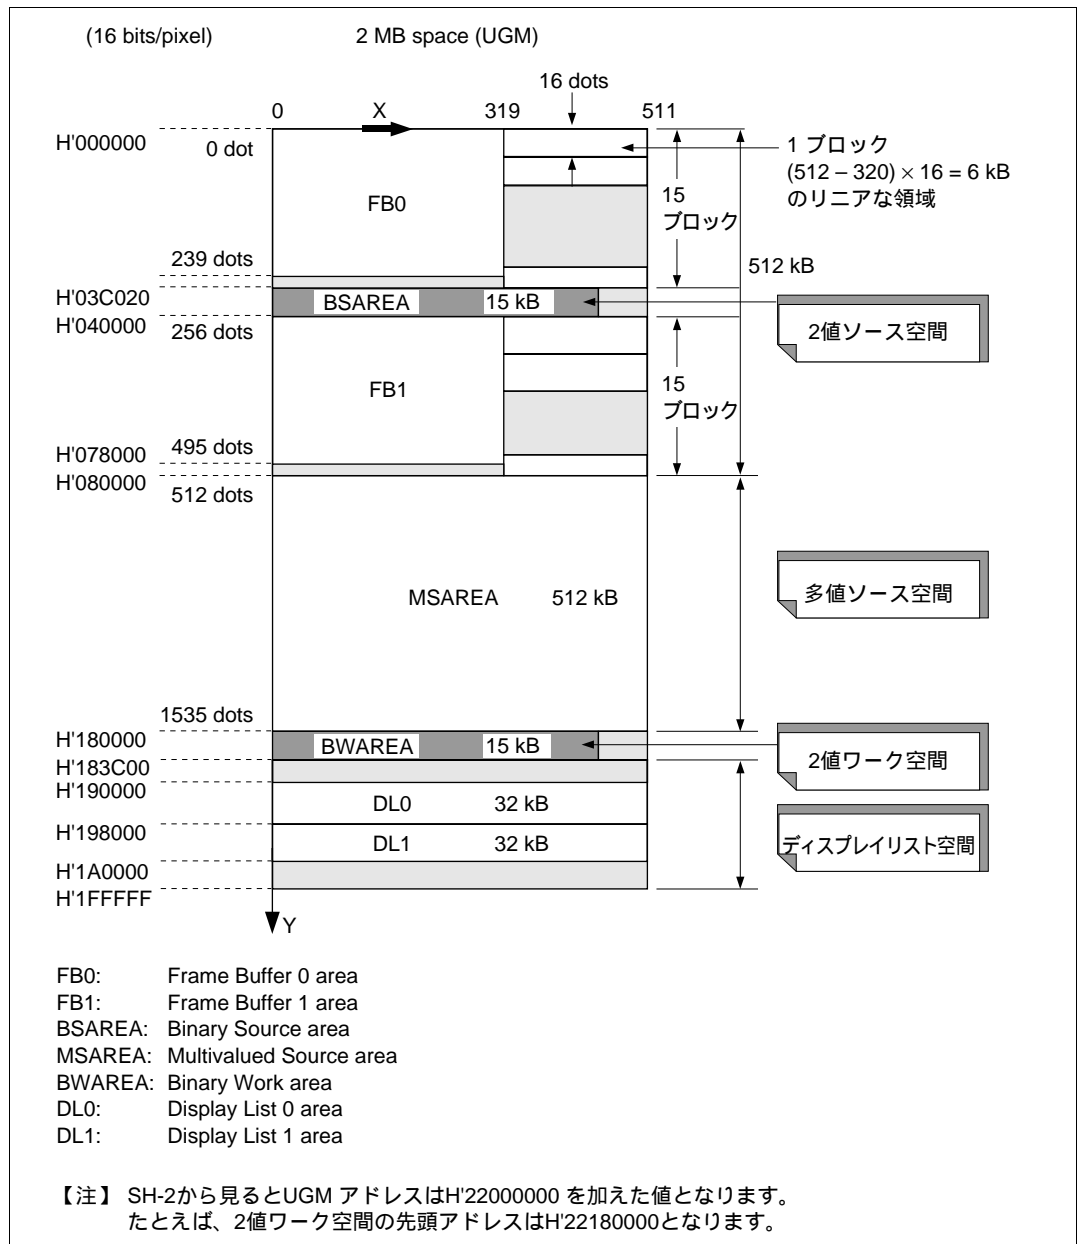 (16 bits/pixel) 2 MB space (UGM)
16 dots
0 X 319 511
H'000000
0 dot
1 ブロック
(512 – 320) × 16 = 6 kB
のリニアな領域
FB0
15
ブロック
239 dots
512 kB
H'03C020
BSAREA 15 kB
H'040000
256 dots
2値ソース空間
FB1
15
ブロック
H'078000
495 dots
H'080000
512 dots
MSAREA 512 kB
多値ソース空間
1535 dots
H'180000
BWAREA 15 kB
2値ワーク空間
H'183C00
H'190000
DL0 32 kB
H'198000
DL1 32 kB
ディスプレイリスト空間
H'1A0000
H'1FFFFF
Y
FB0: Frame Buffer 0 area
FB1: Frame Buffer 1 area
BSAREA: Binary Source area
MSAREA: Multivalued Source area
BWAREA: Binary Work area
DL0: Display List 0 area
DL1: Display List 1 area
【注】 SH-2から見るとUGM アドレスはH'22000000 を加えた値となります。
たとえば、2値ワーク空間の先頭アドレスはH'22180000となります。